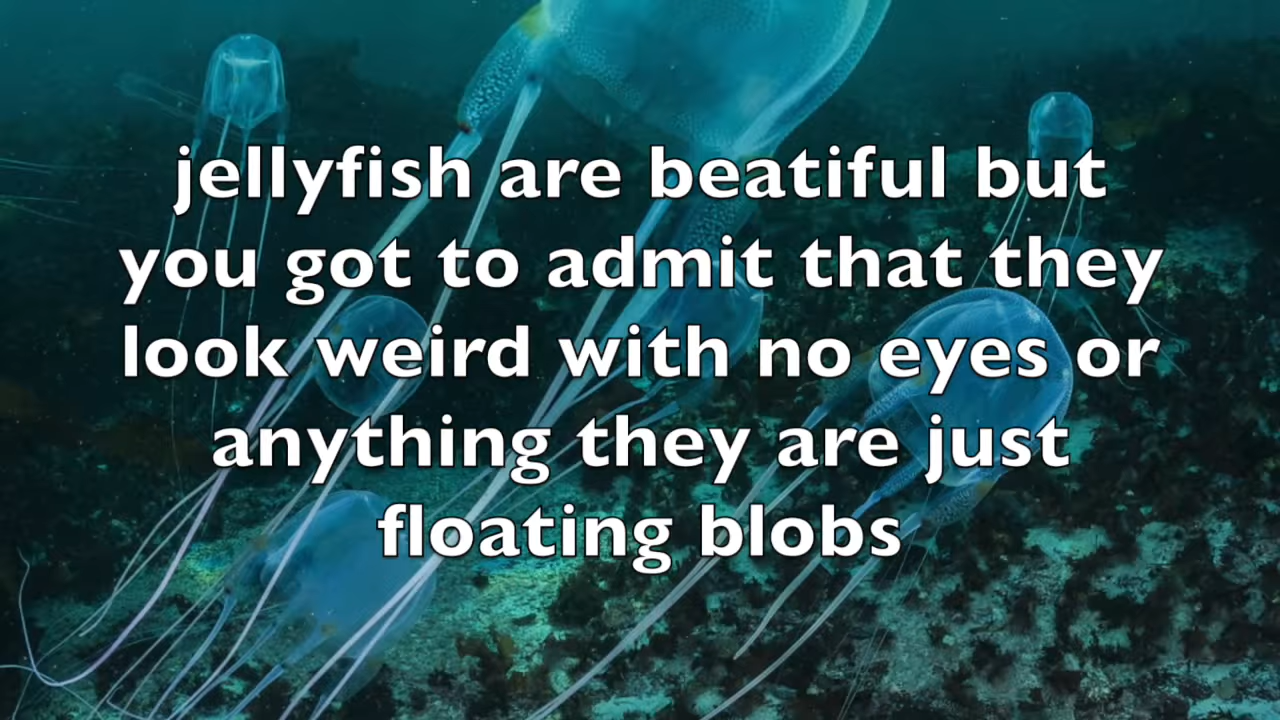 jellyfish are beatiful but
you got to admit that they
look weird with no eyes or
anything they are just
floating blobs